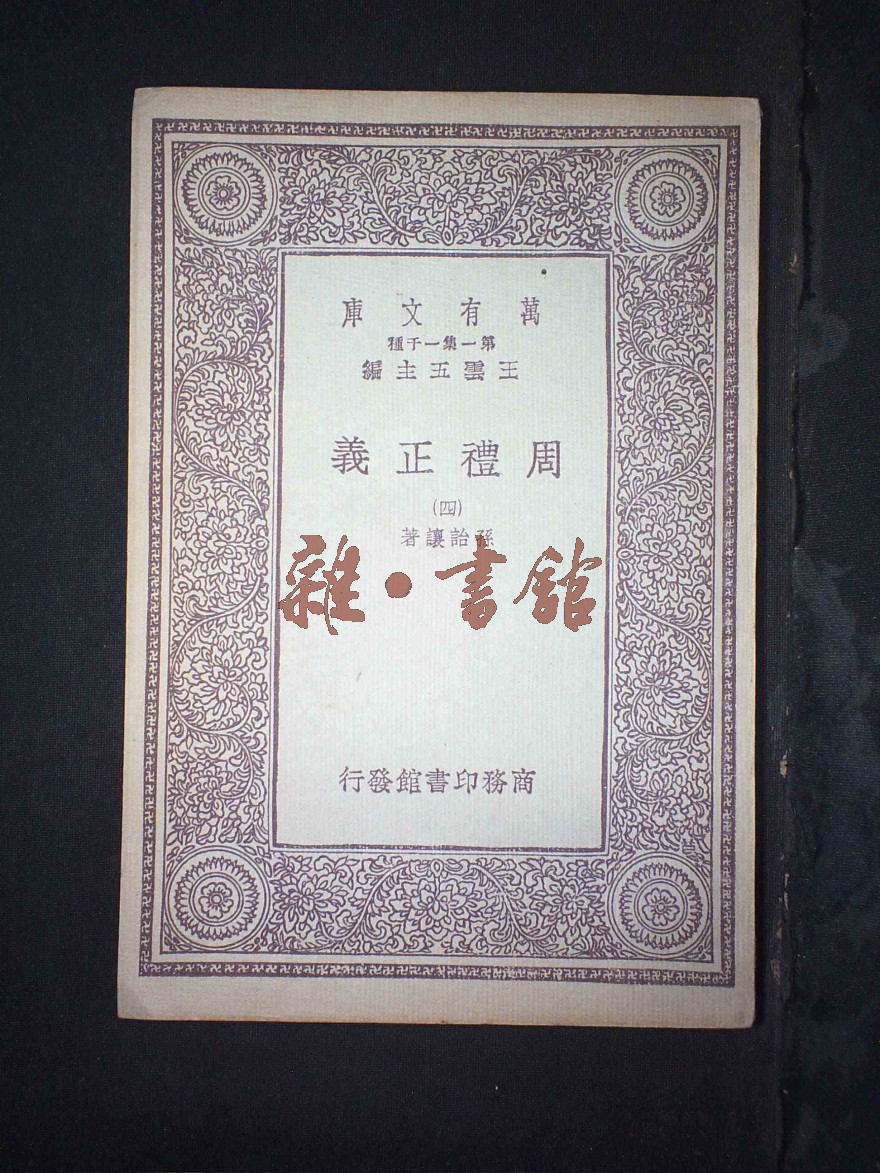 萬有文庫
第一集一千種
王雲五主編
周禮正義
(四)
孫詒讓著
雜·書館
商務印書館發行